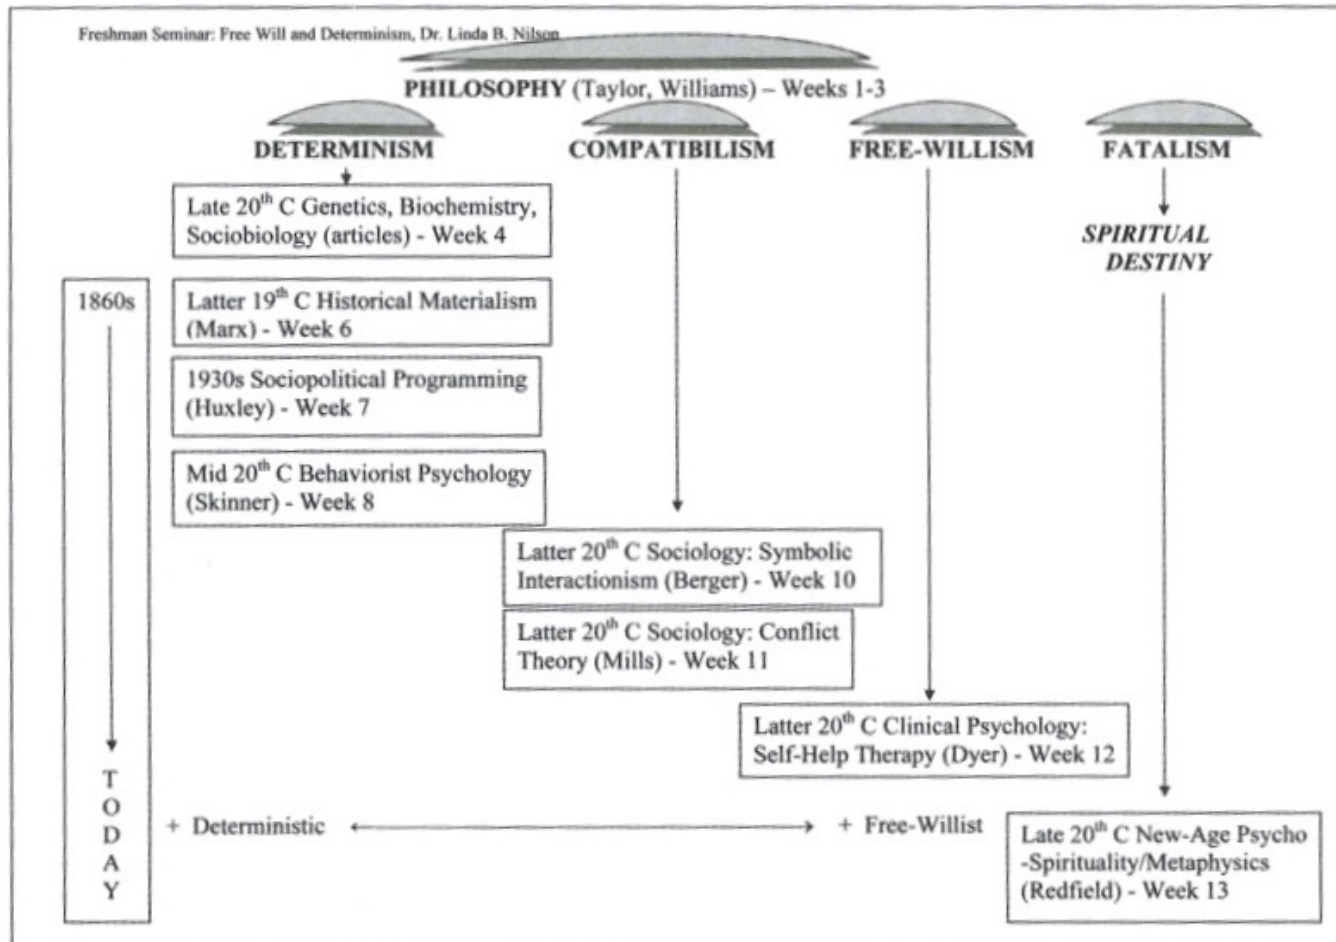 Freshman Seminar: Free Will and Determinism, Dr. Linda B. Nilson
PHILOSOPHY (Taylor, Williams) – Weeks 1-3
DETERMINISM
COMPATIBILISM
FREE-WILLISM
FATALISM
Late 20th C Genetics, Biochemistry,
Sociobiology (articles) - Week 4
SPIRITUAL
DESTINY
1860s
Latter 19th C Historical Materialism
(Marx) - Week 6
1930s Sociopolitical Programming
(Huxley) - Week 7
Mid 20th C Behaviorist Psychology
(Skinner) - Week 8
Latter 20th C Sociology: Symbolic
Interactionism (Berger) - Week 10
Latter 20th C Sociology: Conflict
Theory (Mills) - Week 11
Latter 20th C Clinical Psychology:
Self-Help Therapy (Dyer) - Week 12
T
O
D
A
Y
+ Deterministic
+ Free-Willist
Late 20th C New-Age Psycho
-Spirituality/Metaphysics
(Redfield) - Week 13